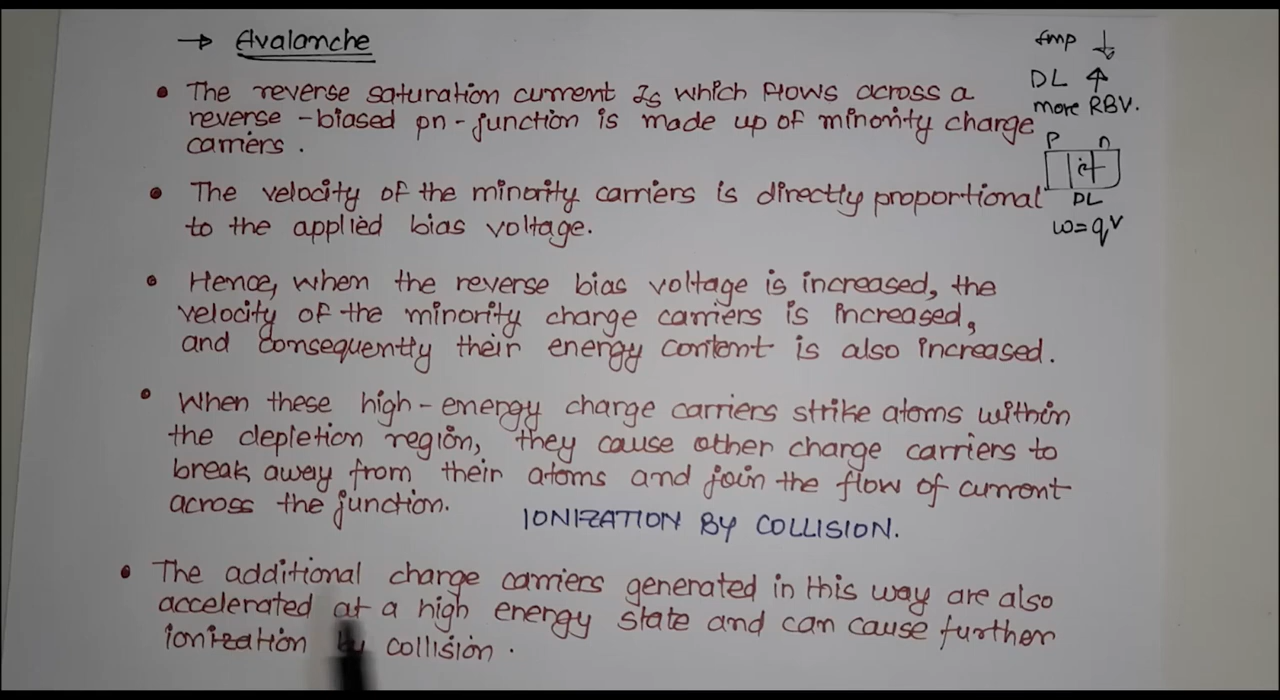 → Avalanche
• The reverse saturation current Is which flows across a
reverse-biased pn-junction is made up of minority charge
carriers.
• The velocity of the minority carriers is directly proportional
to the applied bias voltage.
• Hence, when the reverse bias voltage is increased, the
velocity of the minority charge carriers is increased,
and consequently their energy content is also increased.
• When these high-energy charge carriers strike atoms within
the depletion region, they cause other charge carriers to
break away from their atoms and join the flow of current
across the junction.
IONIZATION BY COLLISION.
• The additional charge carriers generated in this way are also
accelerated at a high energy state and can cause further
ionization by collision.
Imp ↓
DL ↑
more RBV.
P n
DL
w=qv